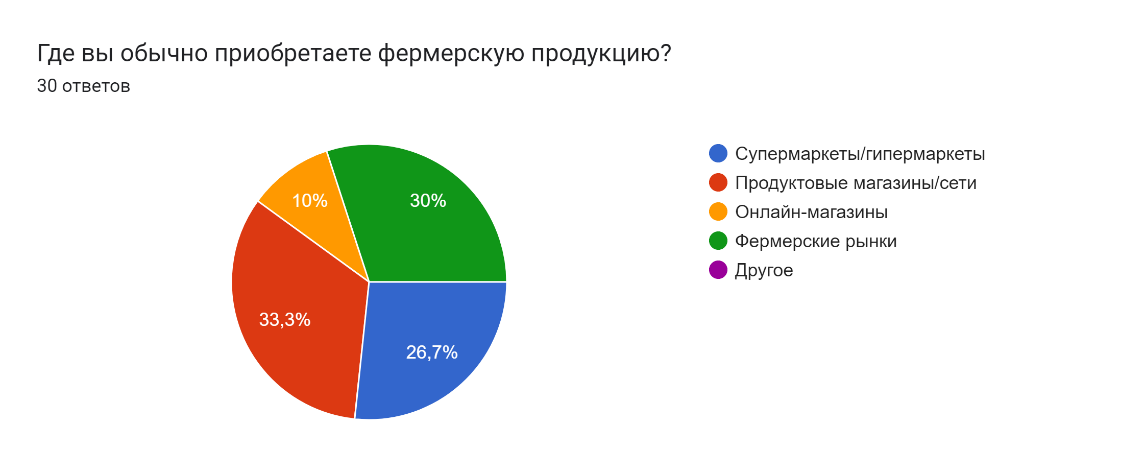 Где вы обычно приобретаете фермерскую продукцию?
30 ответов
Супермаркеты/гипермаркеты
Продуктовые магазины/сети
Онлайн-магазины
Фермерские рынки
Другое
10%
30%
33,3%
26,7%